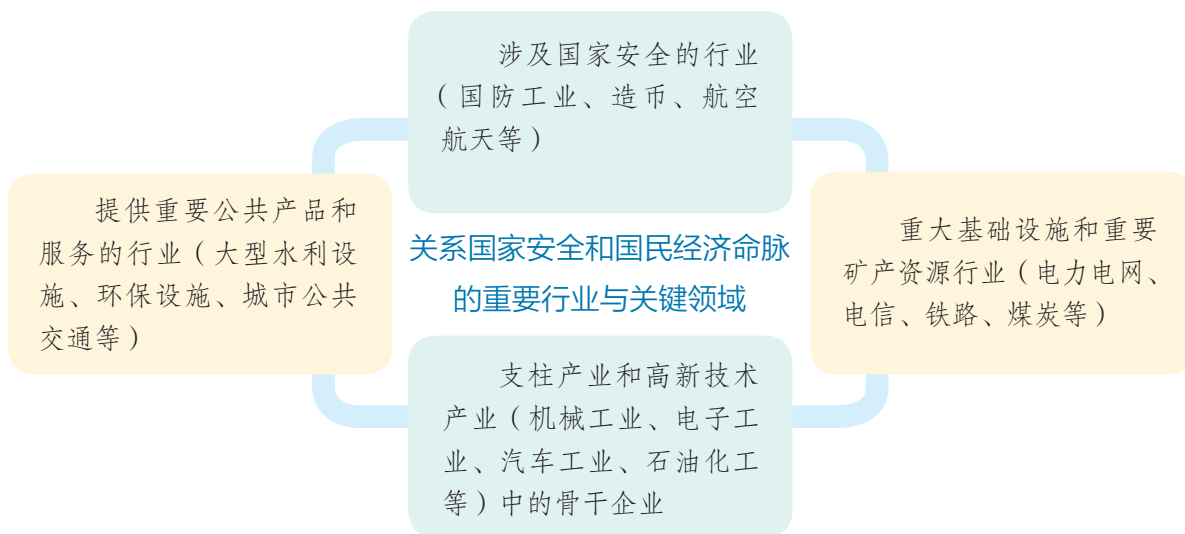 涉及国家安全的行业
（国防工业、造币、航空
航天等）
提供重要公共产品和
服务的行业（大型水利设
施、环保设施、城市公共
交通等）
关系国家安全和国民经济命脉
的重要行业与关键领域
重大基础设施和重要
矿产资源行业（电力电网、
电信、铁路、煤炭等）
支柱产业和高新技术
产业（机械工业、电子工
业、汽车工业、石油化工
等）中的骨干企业